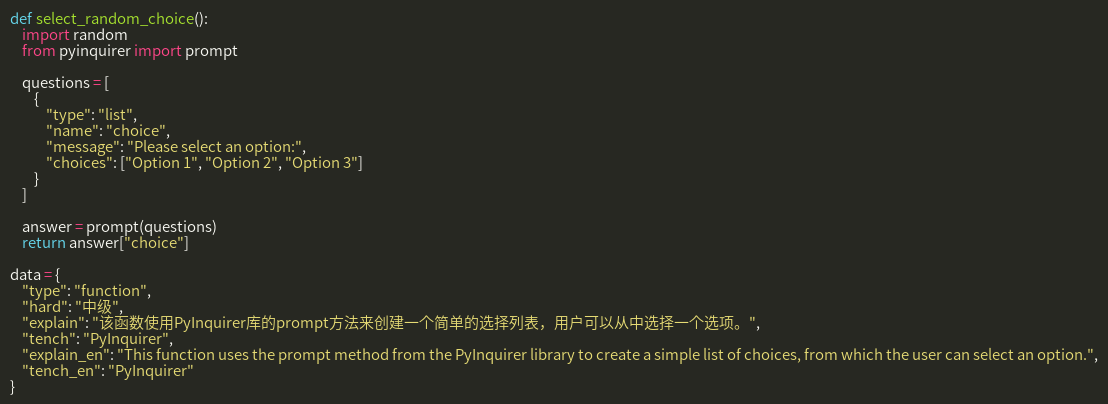 def select_random_choice():
    import random
    from pyinquirer import prompt

    questions = [
        {
            "type": "list",
            "name": "choice",
            "message": "Please select an option:",
            "choices": ["Option 1", "Option 2", "Option 3"]
        }
    ]

    answer = prompt(questions)
    return answer["choice"]

data = {
    "type": "function",
    "hard": "中级",
    "explain": "该函数使用PyInquirer库的prompt方法来创建一个简单的选择列表，用户可以从中选择一个选项。",
    "tench": "PyInquirer",
    "explain_en": "This function uses the prompt method from the PyInquirer library to create a simple list of choices, from which the user can select an option.",
    "tench_en": "PyInquirer"
}